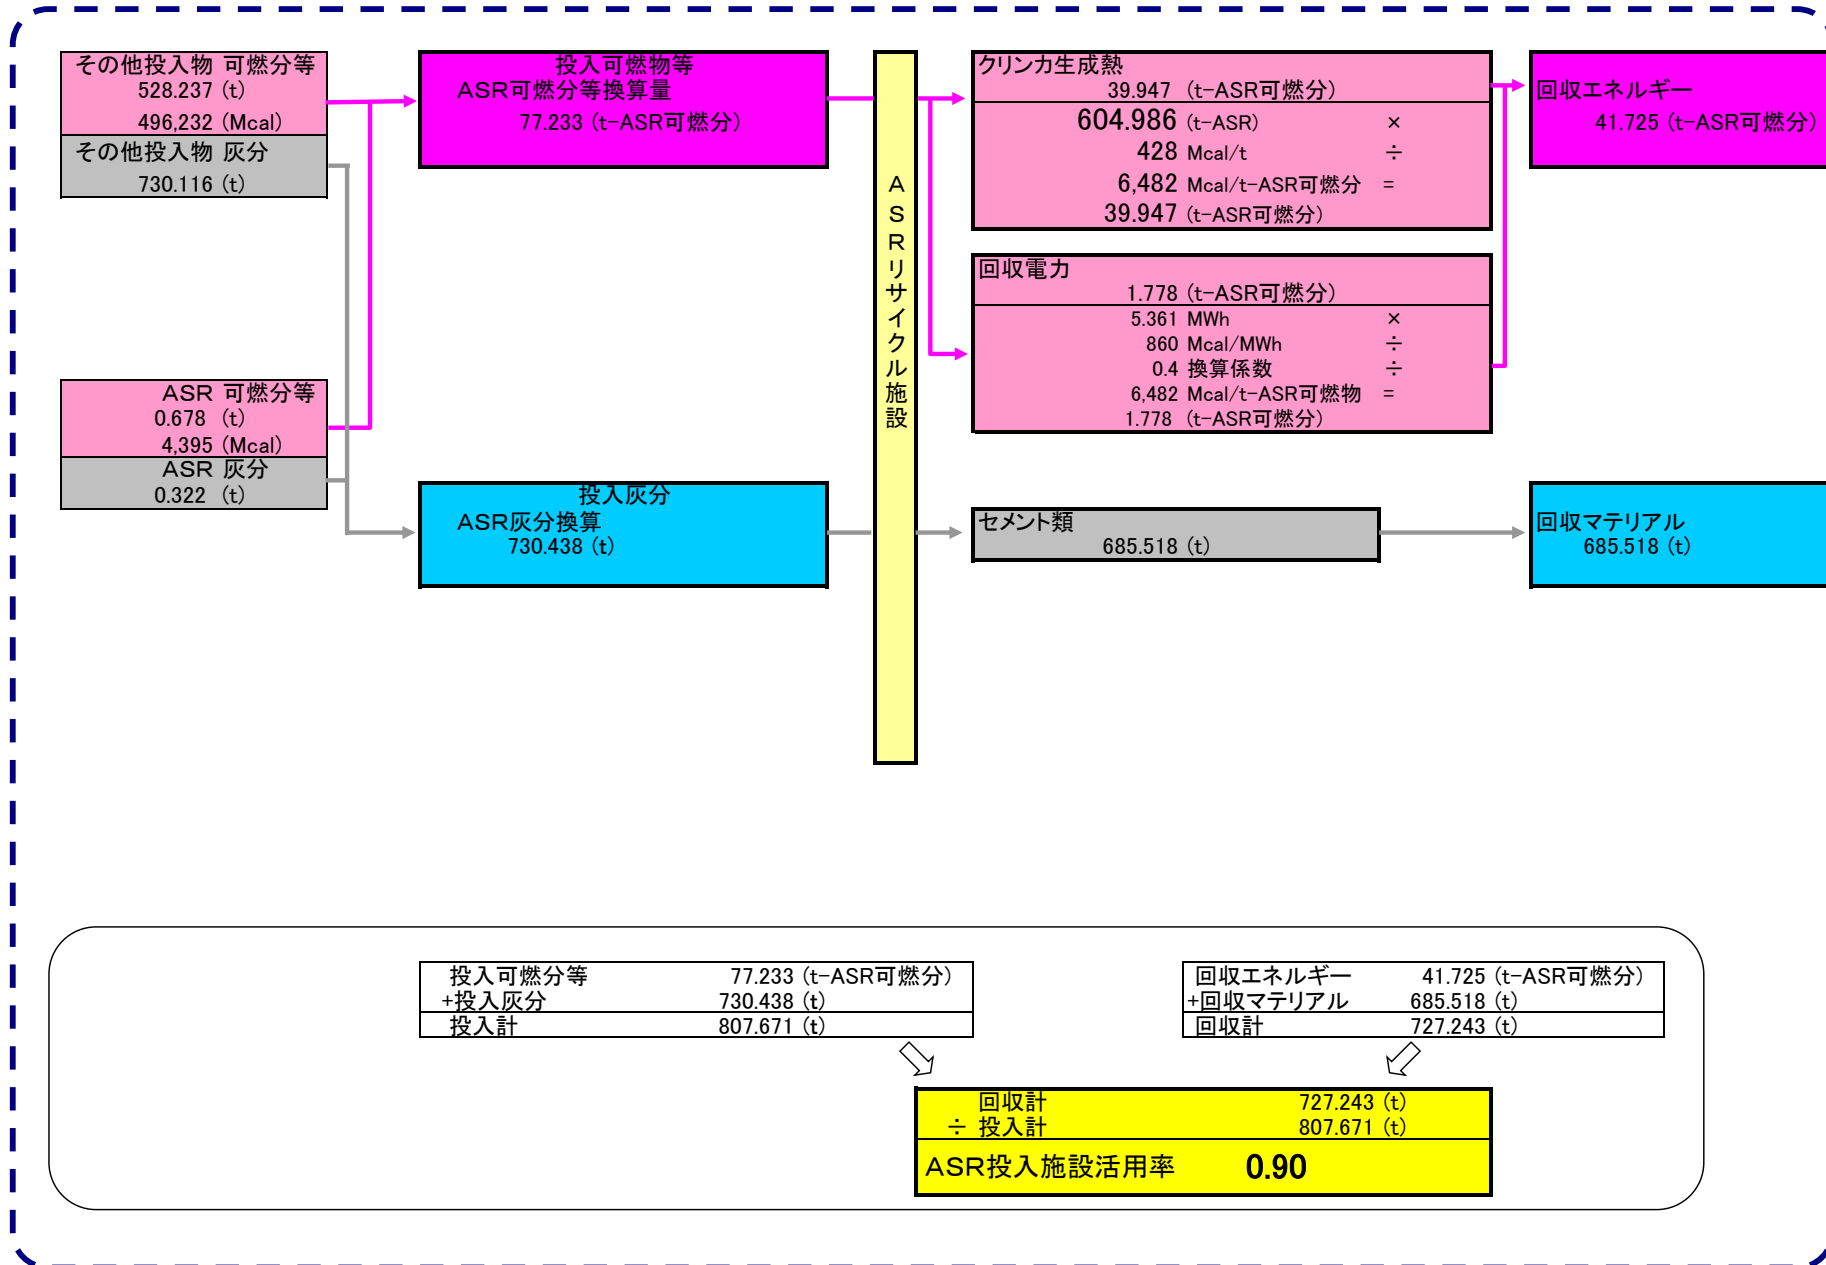 その他投入物 可燃分等
528.237 (t)
496,232 (Mcal)
その他投入物 灰分
730.116 (t)
ASR 可燃分等
0.678 (t)
4,395 (Mcal)
ASR 灰分
0.322 (t)
投入可燃物等
ASR可燃分等換算量
77.233 (t-ASR可燃分)
投入灰分
ASR灰分換算
730.438 (t)
ASRリサイクル施設
クリンカ生成熱
39.947 (t-ASR可燃分)
604.986 (t-ASR) ×
428 Mcal/t ÷
6,482 Mcal/t-ASR可燃分 =
39.947 (t-ASR可燃分)
回収電力
1.778 (t-ASR可燃分)
5.361 MWh ×
860 Mcal/MWh ÷
0.4 換算係数 ÷
6,482 Mcal/t-ASR可燃物 =
1.778 (t-ASR可燃分)
セメント類
685.518 (t)
回収エネルギー
41.725 (t-ASR可燃分)
回収マテリアル
685.518 (t)
投入可燃分等 77.233 (t-ASR可燃分)
+投入灰分 730.438 (t)
投入計 807.671 (t)
回収エネルギー 41.725 (t-ASR可燃分)
+回収マテリアル 685.518 (t)
回収計 727.243 (t)
回収計 727.243 (t)
÷ 投入計 807.671 (t)
ASR投入施設活用率 0.90